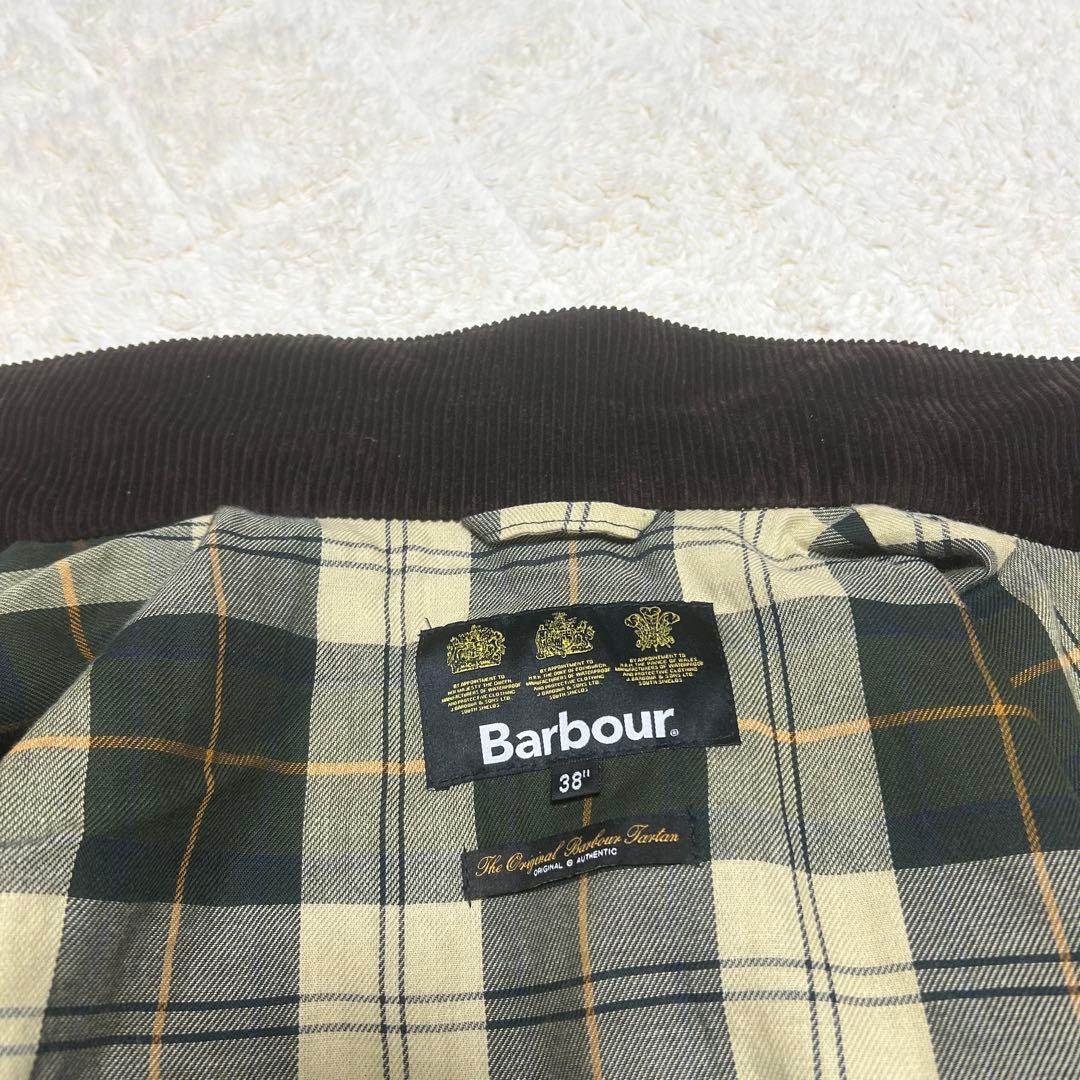 BY APPOINTMENT TO
HER MAJESTY THE QUEEN
MANUFACTURERS OF WATERPROOF
AND PROTECTIVE CLOTHING
J. BARBOUR & SONS LTD.
SOUTH SHIELDS
BY APPOINTMENT TO
H.R.H. THE DUKE OF EDINBURGH
MANUFACTURERS OF WATERPROOF
AND PROTECTIVE CLOTHING
J. BARBOUR & SONS LTD.
SOUTH SHIELDS
BY APPOINTMENT TO
H.R.H. THE PRINCE OF WALES
MANUFACTURERS OF WATERPROOF
AND PROTECTIVE CLOTHING
J. BARBOUR & SONS LTD.
SOUTH SHIELDS
Barbour®
38"
The Original Barbour Tartan
ORIGINAL @ AUTHENTIC